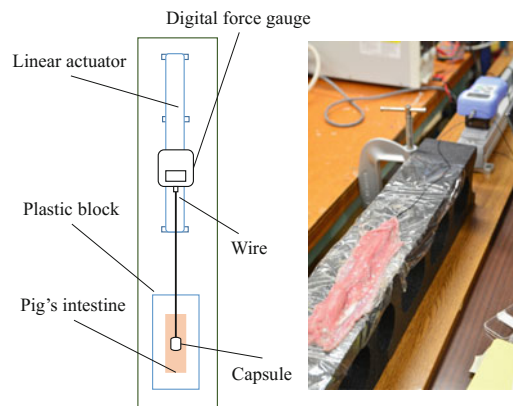 Digital force gauge
Linear actuator
Plastic block
Wire
Pig's intestine
Capsule